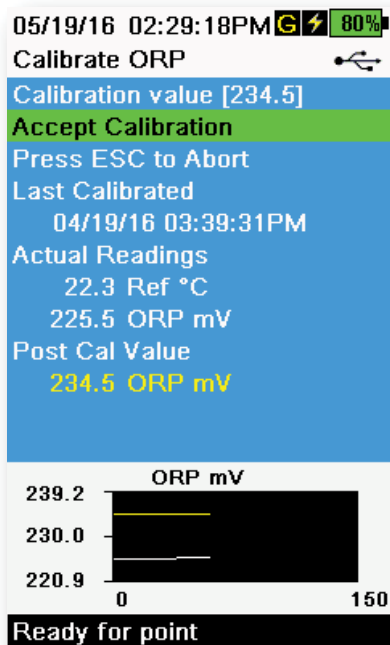 05/19/16 02:29:18PM G 80%
Calibrate ORP
Calibration value [234.5]
Accept Calibration
Press ESC to Abort
Last Calibrated
04/19/16 03:39:31PM
Actual Readings
22.3 Ref °C
225.5 ORP mV
Post Cal Value
234.5 ORP mV
ORP mV
239.2
230.0
220.9
0 150
Ready for point